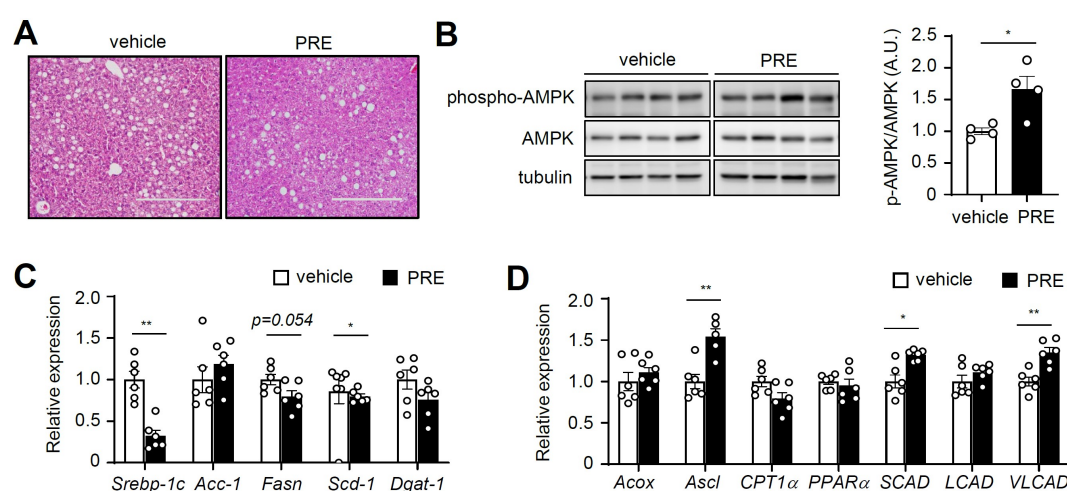 A
vehicle
PRE
B
vehicle
PRE
phospho-AMPK
AMPK
tubulin
p-AMPK/AMPK (A.U.)
2.5
2.0
1.5
1.0
0.5
0
*
vehicle PRE
C
vehicle
PRE
Relative expression
2.0
1.5
1.0
0.5
0
**
p=0.054
*
Srebp-1c Acc-1 Fasn Scd-1 Dgat-1
D
vehicle
PRE
Relative expression
2.0
1.5
1.0
0.5
0
**
*
**
Acox Ascl CPT1α PPARα SCAD LCAD VLCAD